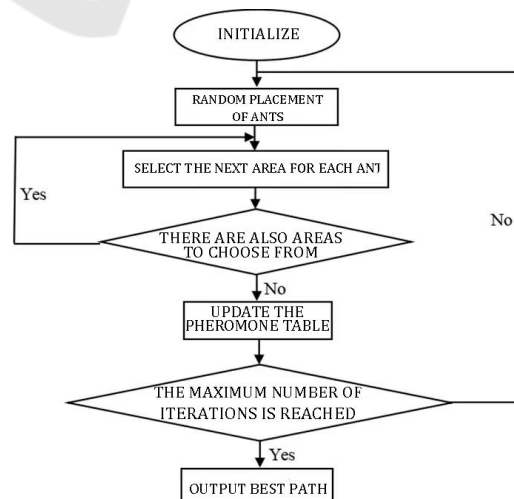 INITIALIZE
RANDOM PLACEMENT
OF ANTS
SELECT THE NEXT AREA FOR EACH ANT
Yes
THERE ARE ALSO AREAS
TO CHOOSE FROM
No
No
UPDATE THE
PHEROMONE TABLE
THE MAXIMUM NUMBER OF
ITERATIONS IS REACHED
Yes
OUTPUT BEST PATH